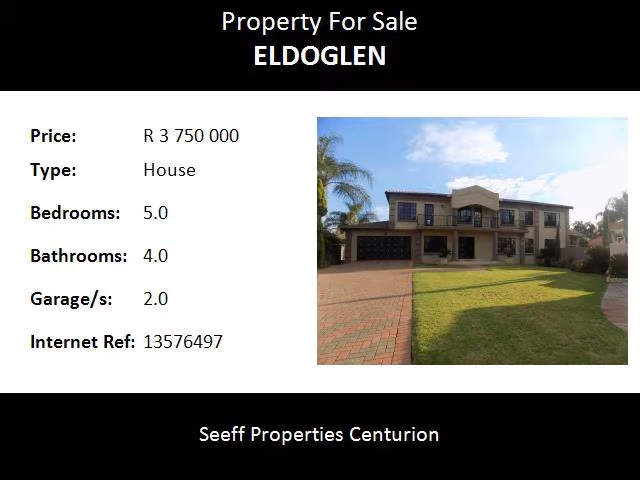 Property For Sale
ELDOGLEN
Price: R 3 750 000
Type: House
Bedrooms: 5.0
Bathrooms: 4.0
Garage/s: 2.0
Internet Ref: 13576497
Seeff Properties Centurion